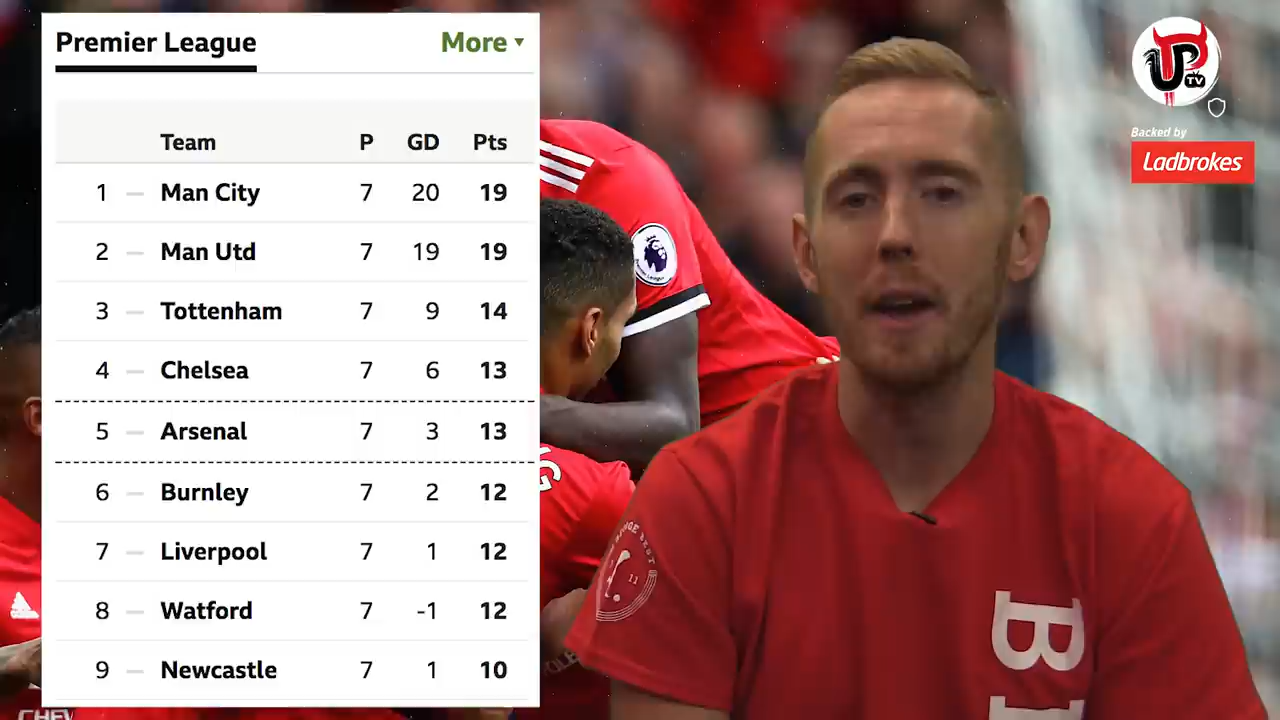 Premier League More ▼
Team P GD Pts
1 — Man City 7 20 19
2 — Man Utd 7 19 19
3 — Tottenham 7 9 14
4 — Chelsea 7 6 13
5 — Arsenal 7 3 13
6 — Burnley 7 2 12
7 — Liverpool 7 1 12
8 — Watford 7 -1 12
9 — Newcastle 7 1 10
UP
TV
Backed by
Ladbrokes
BEST
11
B
CHEV